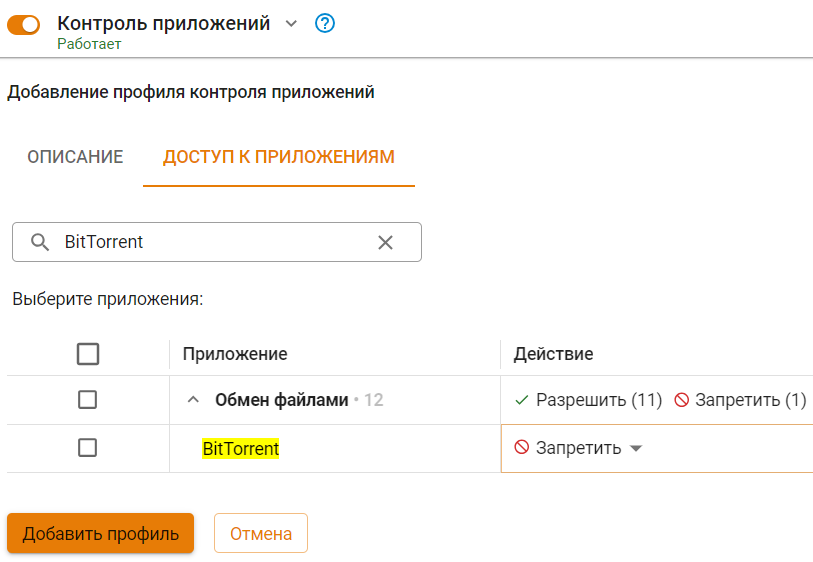 Контроль приложений
Работает
Добавление профиля контроля приложений
ОПИСАНИЕ ДОСТУП К ПРИЛОЖЕНИЯМ
BitTorrent
Выберите приложения:
Приложение Действие
Обмен файлами • 12 Разрешить (11) Запретить (1)
BitTorrent Запретить
Добавить профиль Отмена